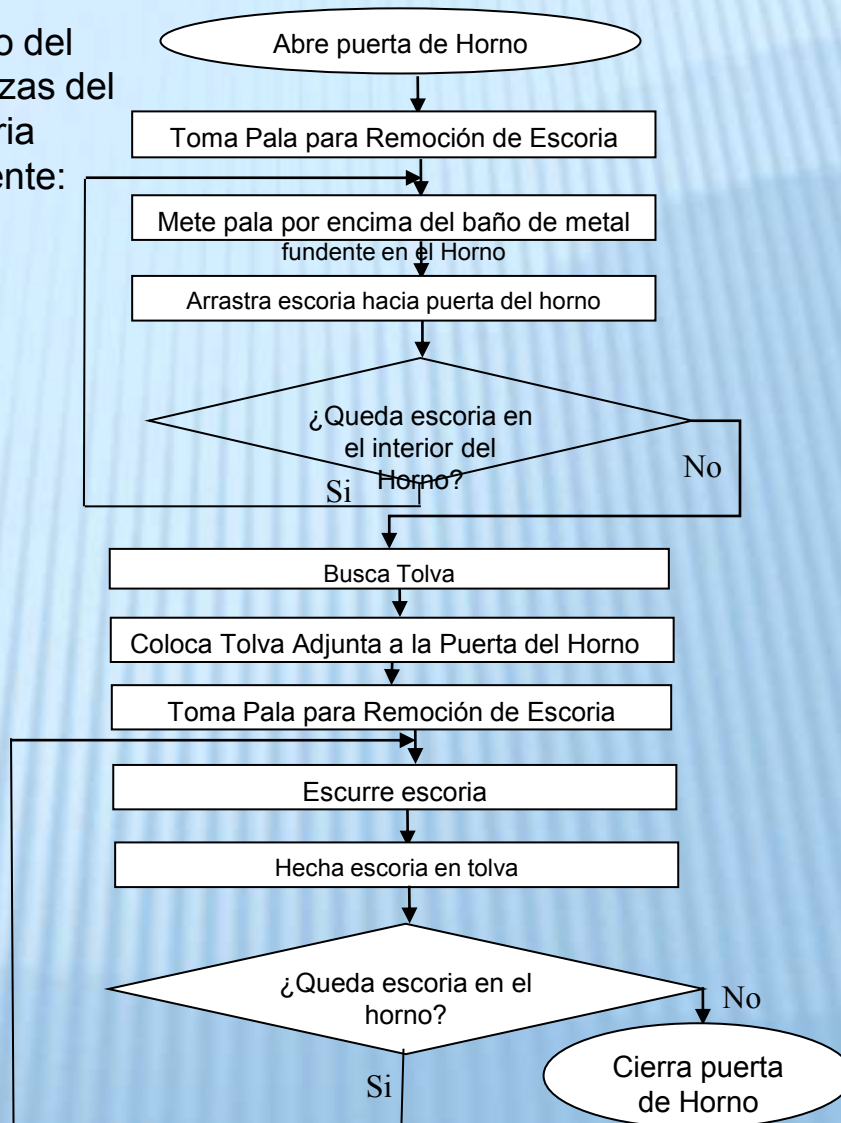 o del
zas del
ria
ente:
Abre puerta de Horno
Toma Pala para Remoción de Escoria
Mete pala por encima del baño de metal
fundente en el Horno
Arrastra escoria hacia puerta del horno
¿Queda escoria en
el interior del
Horno?
Si
No
Busca Tolva
Coloca Tolva Adjunta a la Puerta del Horno
Toma Pala para Remoción de Escoria
Escurre escoria
Hecha escoria en tolva
¿Queda escoria en el
horno?
No
Si
Cierra puerta
de Horno